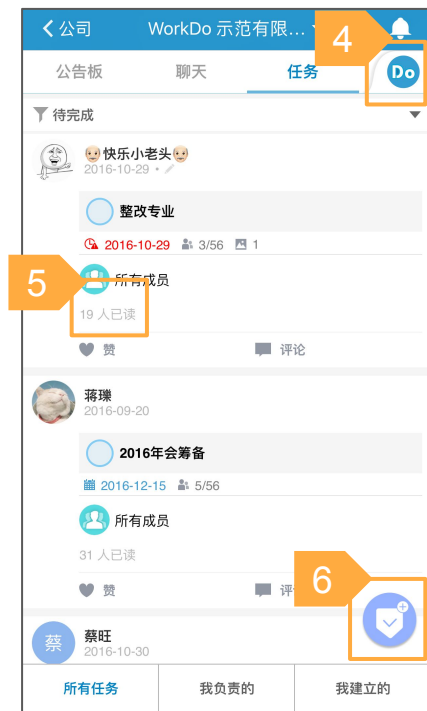 公司 WorkDo 示范有限...
4
公告板 聊天 任务 Do
待完成
快乐小老头
2016-10-29
整改专业
2016-10-29 3/56 1
5
所有成员
19 人已读
赞 评论
蒋瓅
2016-09-20
2016年会筹备
2016-12-15 5/56
所有成员
31 人已读
6
赞 评
蔡 蔡旺
2016-10-30
所有任务 我负责的 我建立的